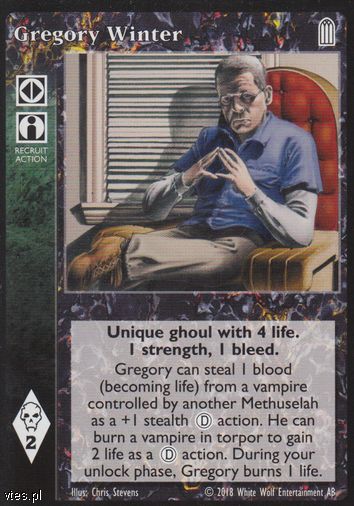 Gregory Winter
RECRUIT
ACTION
Unique ghoul with 4 life.
1 strength, 1 bleed.
Gregory can steal 1 blood
(becoming life) from a vampire
controlled by another Methuselah
as a +1 stealth Ⓓ action. He can
burn a vampire in torpor to gain
2 life as a Ⓓ action. During your
unlock phase, Gregory burns 1 life.
2
Illus: Chris Stevens
© 2018 White Wolf Entertainment AB
vtes.pl